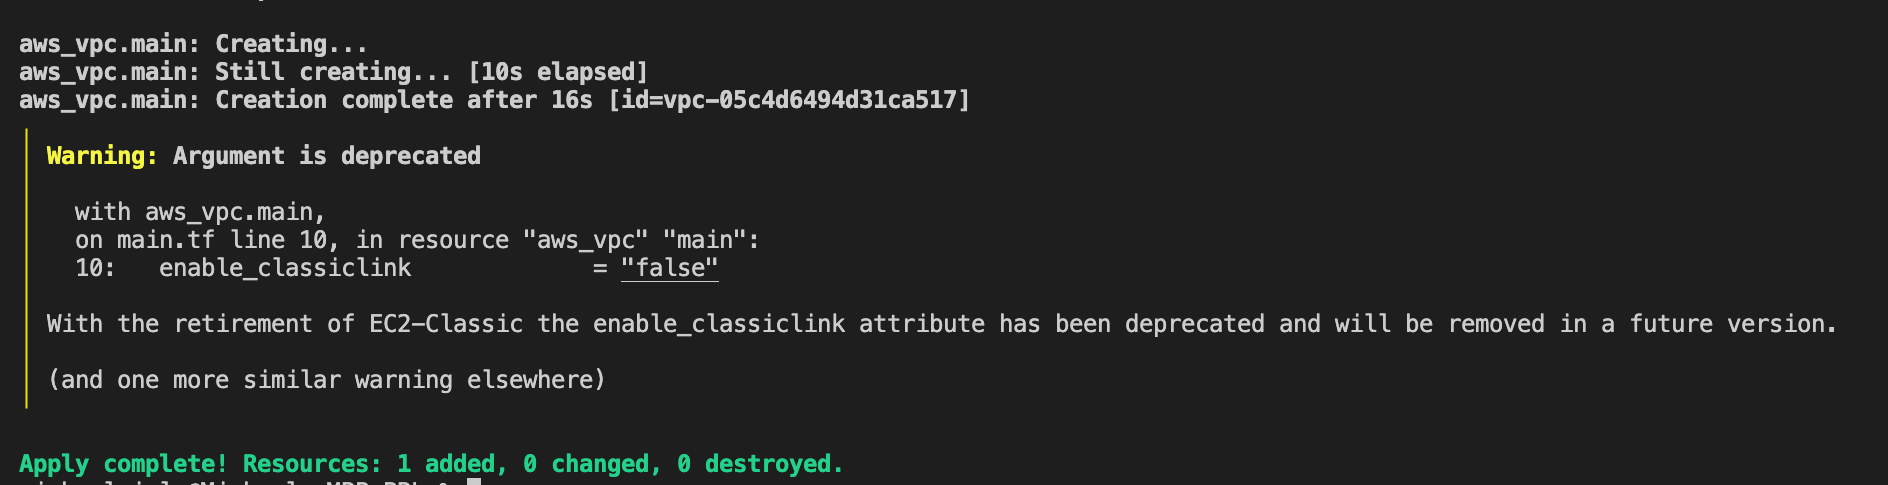 aws_vpc.main: Creating...
aws_vpc.main: Still creating... [10s elapsed]
aws_vpc.main: Creation complete after 16s [id=vpc-05c4d6494d31ca517]
Warning: Argument is deprecated
with aws_vpc.main,
on main.tf line 10, in resource "aws_vpc" "main":
10:   enable_classiclink             = "false"
With the retirement of EC2-Classic the enable_classiclink attribute has been deprecated and will be removed in a future version.
(and one more similar warning elsewhere)
Apply complete! Resources: 1 added, 0 changed, 0 destroyed.